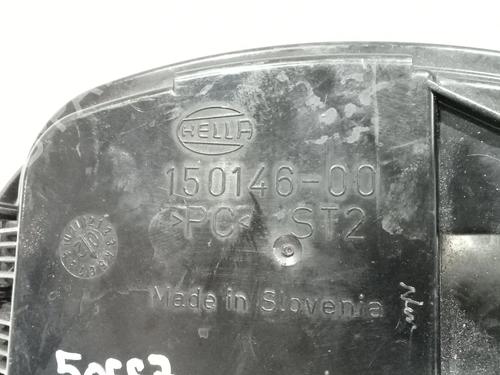 HELLA
150146-00
>PC< ST2
Made in Slovenia